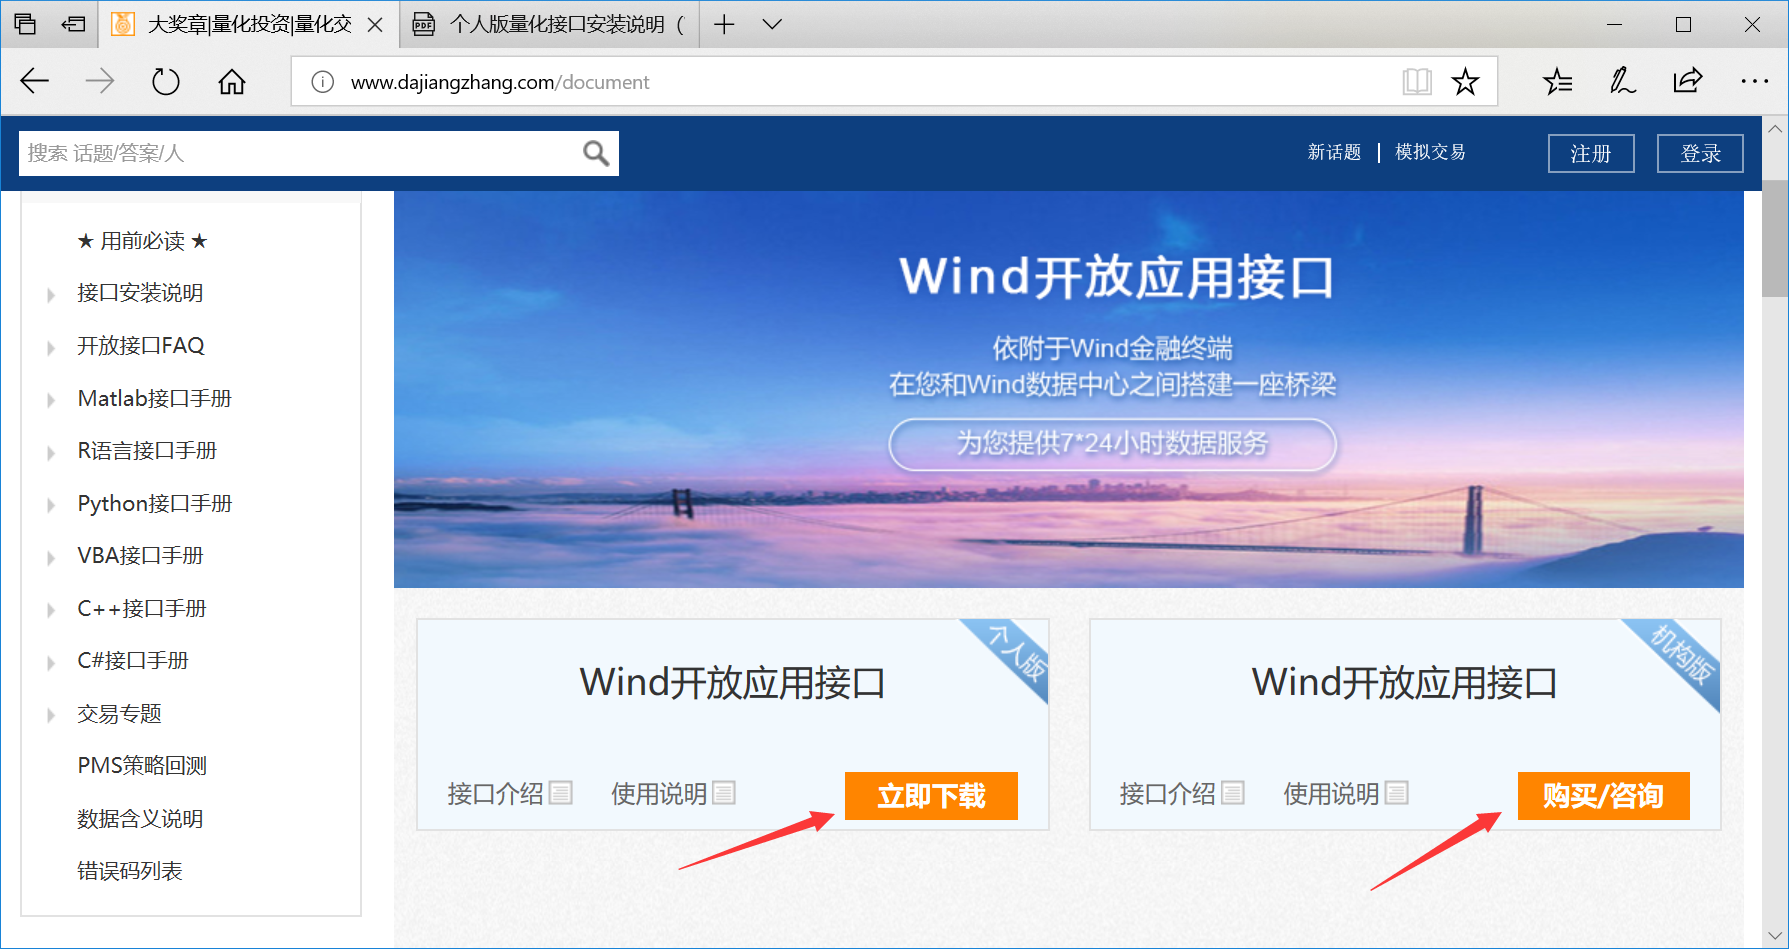 大奖章|量化投资|量化交
个人版量化接口安装说明（
www.dajiangzhang.com/document
搜索 话题/答案/人
新话题 | 模拟交易
注册
登录
★ 用前必读 ★
接口安装说明
开放接口FAQ
Matlab接口手册
R语言接口手册
Python接口手册
VBA接口手册
C++接口手册
C#接口手册
交易专题
PMS策略回测
数据含义说明
错误码列表
Wind开放应用接口
依附于Wind金融终端
在您和Wind数据中心之间搭建一座桥梁
为您提供7*24小时数据服务
个人版
Wind开放应用接口
接口介绍
使用说明
立即下载
机构版
Wind开放应用接口
接口介绍
使用说明
购买/咨询